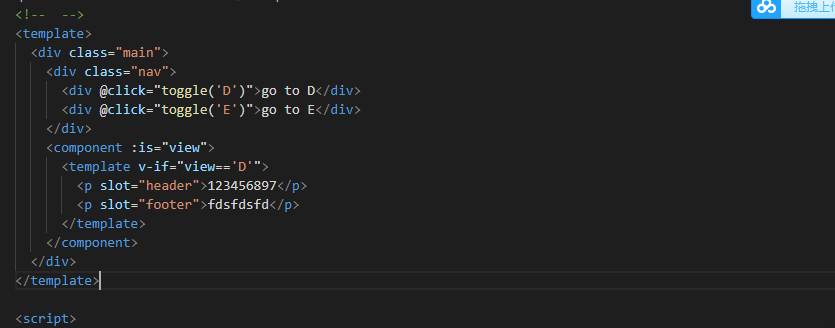 拖拽上传
<!--  -->
<template>
  <div class="main">
    <div class="nav">
      <div @click="toggle('D')">go to D</div>
      <div @click="toggle('E')">go to E</div>
    </div>
    <component :is="view">
      <template v-if="view=='D'">
        <p slot="header">123456897</p>
        <p slot="footer">fdsfdsfd</p>
      </template>
    </component>
  </div>
</template>
<script>